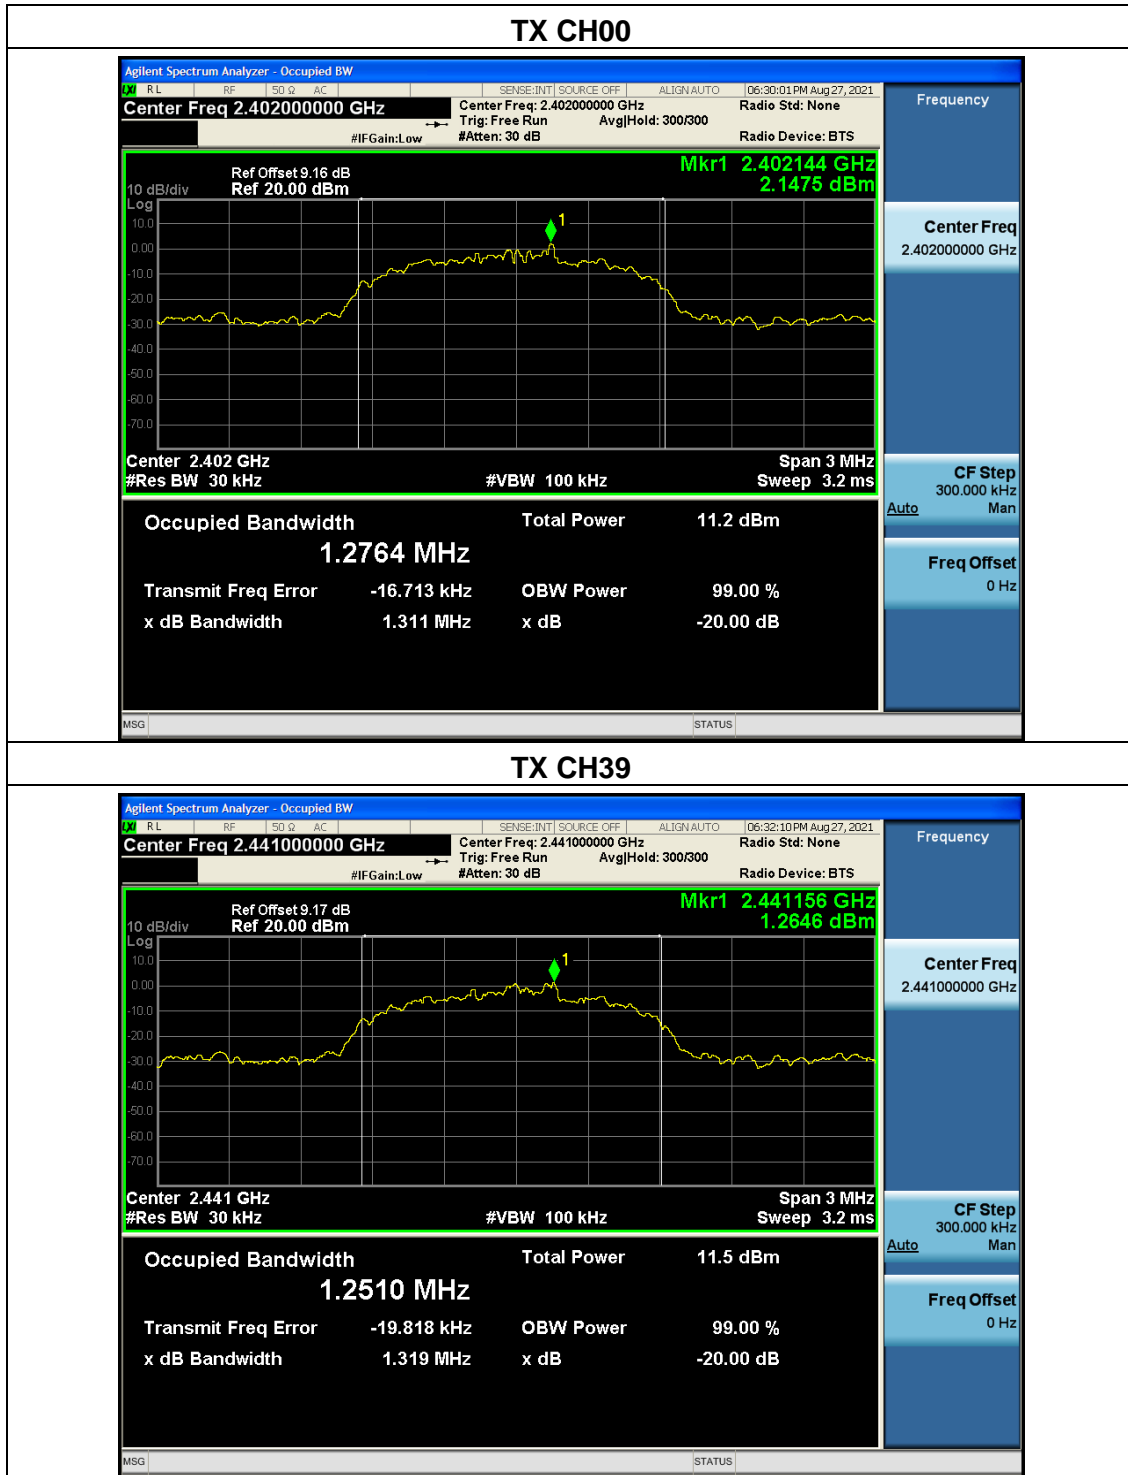 TX CH00
Agilent Spectrum Analyzer - Occupied BW
LXI RL RF 50 Ω AC SENSE:INT SOURCE OFF ALIGN AUTO 06:30:01 PM Aug 27, 2021
Center Freq 2.402000000 GHz Center Freq: 2.402000000 GHz Radio Std: None Frequency
Trig: Free Run Avg|Hold: 300/300
#IFGain:Low #Atten: 30 dB Radio Device: BTS
Mkr1 2.402144 GHz
Ref Offset 9.16 dB 2.1475 dBm
10 dB/div Ref 20.00 dBm
Log
10.0
0.00
-10.0
-20.0
-30.0
-40.0
-50.0
-60.0
-70.0
1
Center Freq
2.402000000 GHz
Center 2.402 GHz Span 3 MHz
#Res BW 30 kHz #VBW 100 kHz Sweep 3.2 ms
CF Step
300.000 kHz
Auto Man
Occupied Bandwidth Total Power 11.2 dBm
1.2764 MHz
Freq Offset
0 Hz
Transmit Freq Error -16.713 kHz OBW Power 99.00 %
x dB Bandwidth 1.311 MHz x dB -20.00 dB
MSG STATUS
TX CH39
Agilent Spectrum Analyzer - Occupied BW
LXI RL RF 50 Ω AC SENSE:INT SOURCE OFF ALIGN AUTO 06:32:10 PM Aug 27, 2021
Center Freq 2.441000000 GHz Center Freq: 2.441000000 GHz Radio Std: None Frequency
Trig: Free Run Avg|Hold: 300/300
#IFGain:Low #Atten: 30 dB Radio Device: BTS
Mkr1 2.441156 GHz
Ref Offset 9.17 dB 1.2646 dBm
10 dB/div Ref 20.00 dBm
Log
10.0
0.00
-10.0
-20.0
-30.0
-40.0
-50.0
-60.0
-70.0
1
Center Freq
2.441000000 GHz
Center 2.441 GHz Span 3 MHz
#Res BW 30 kHz #VBW 100 kHz Sweep 3.2 ms
CF Step
300.000 kHz
Auto Man
Occupied Bandwidth Total Power 11.5 dBm
1.2510 MHz
Freq Offset
0 Hz
Transmit Freq Error -19.818 kHz OBW Power 99.00 %
x dB Bandwidth 1.319 MHz x dB -20.00 dB
MSG STATUS